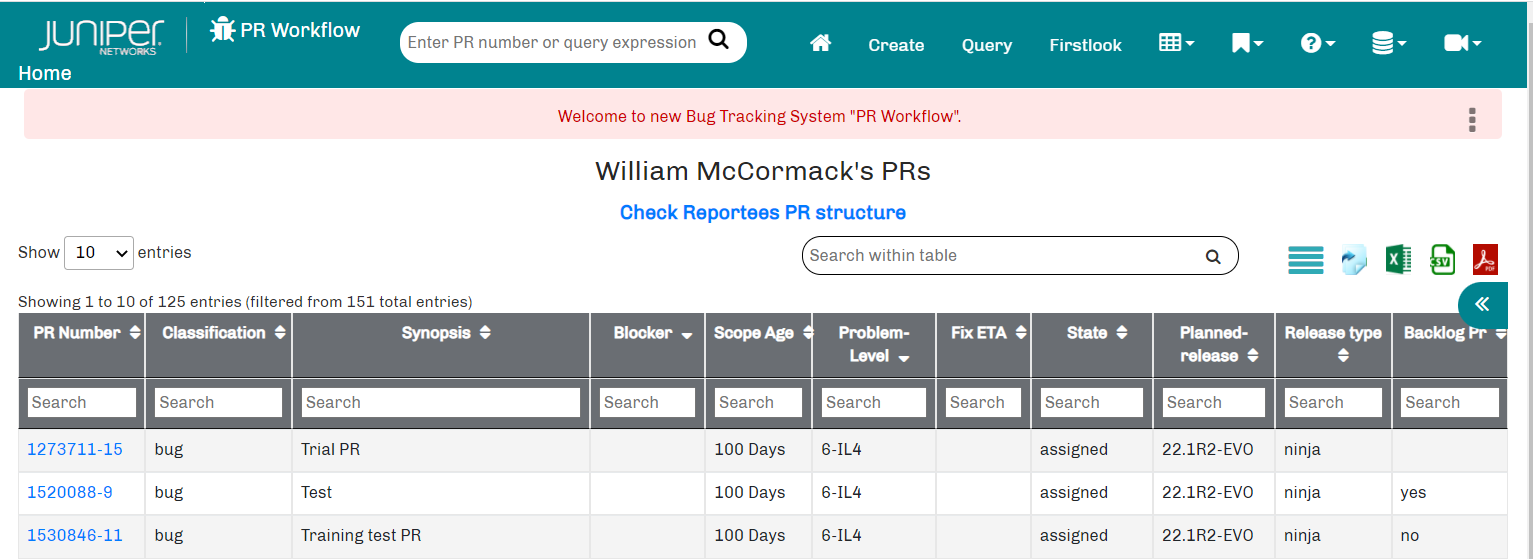 JUNIPER NETWORKS
PR Workflow
Enter PR number or query expression
Create Query Firstlook
Home
Welcome to new Bug Tracking System "PR Workflow".
William McCormack's PRs
Check Reportees PR structure
Show 10 entries
Search within table
Showing 1 to 10 of 125 entries (filtered from 151 total entries)
PR Number Classification Synopsis Blocker Scope Age Problem-Level Fix ETA State Planned-release Release type Backlog Pr
Search Search Search Search Search Search Search Search Search Search Search
1273711-15 bug Trial PR 100 Days 6-IL4 assigned 22.1R2-EVO ninja
1520088-9 bug Test 100 Days 6-IL4 assigned 22.1R2-EVO ninja yes
1530846-11 bug Training test PR 100 Days 6-IL4 assigned 22.1R2-EVO ninja no